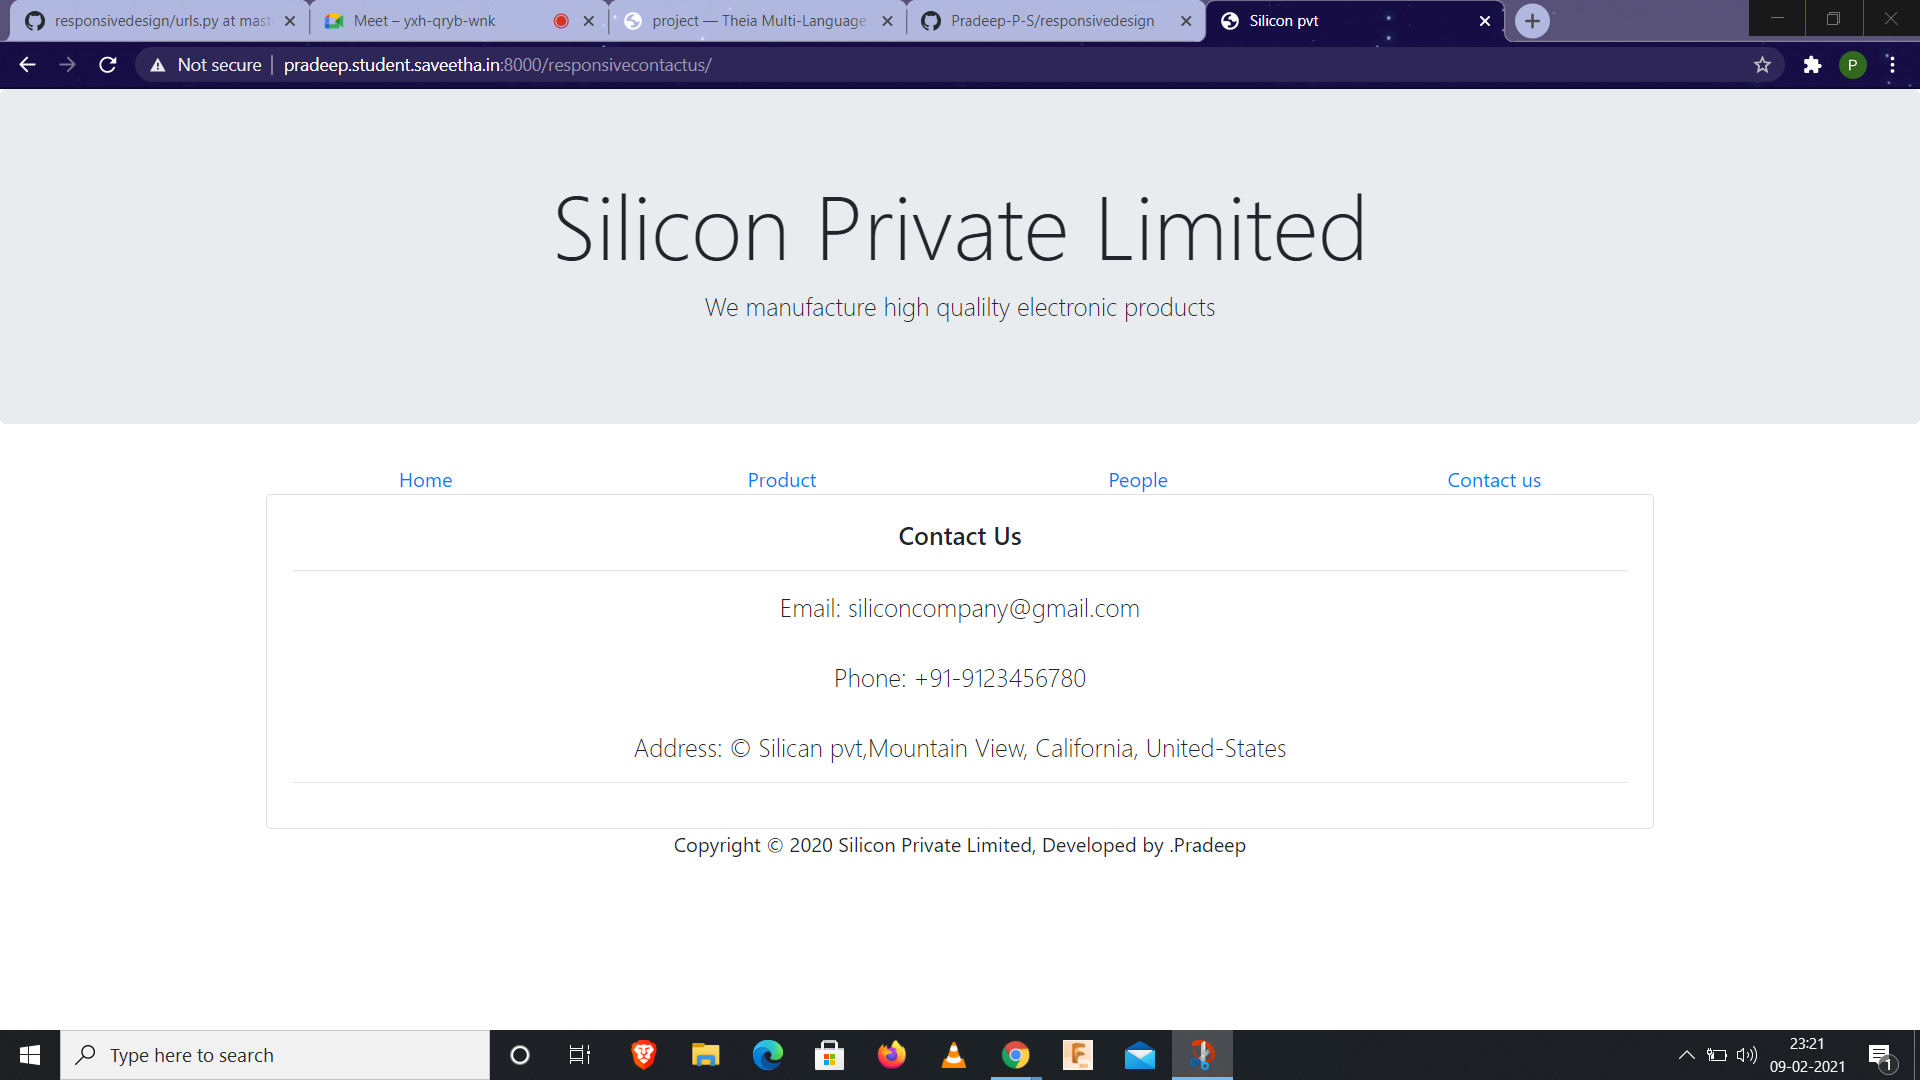 responsivedesign/urls.py at mast
Meet – yxh-qryb-wnk
project — Theia Multi-Language
Pradeep-P-S/responsivedesign
Silicon pvt
Not secure
pradeep.student.saveetha.in:8000/responsivecontactus/
P
Silicon Private Limited
We manufacture high qualilty electronic products
Home
Product
People
Contact us
Contact Us
Email: siliconcompany@gmail.com
Phone: +91-9123456780
Address: © Silican pvt,Mountain View, California, United-States
Copyright © 2020 Silicon Private Limited, Developed by .Pradeep
Type here to search
23:21
09-02-2021
1